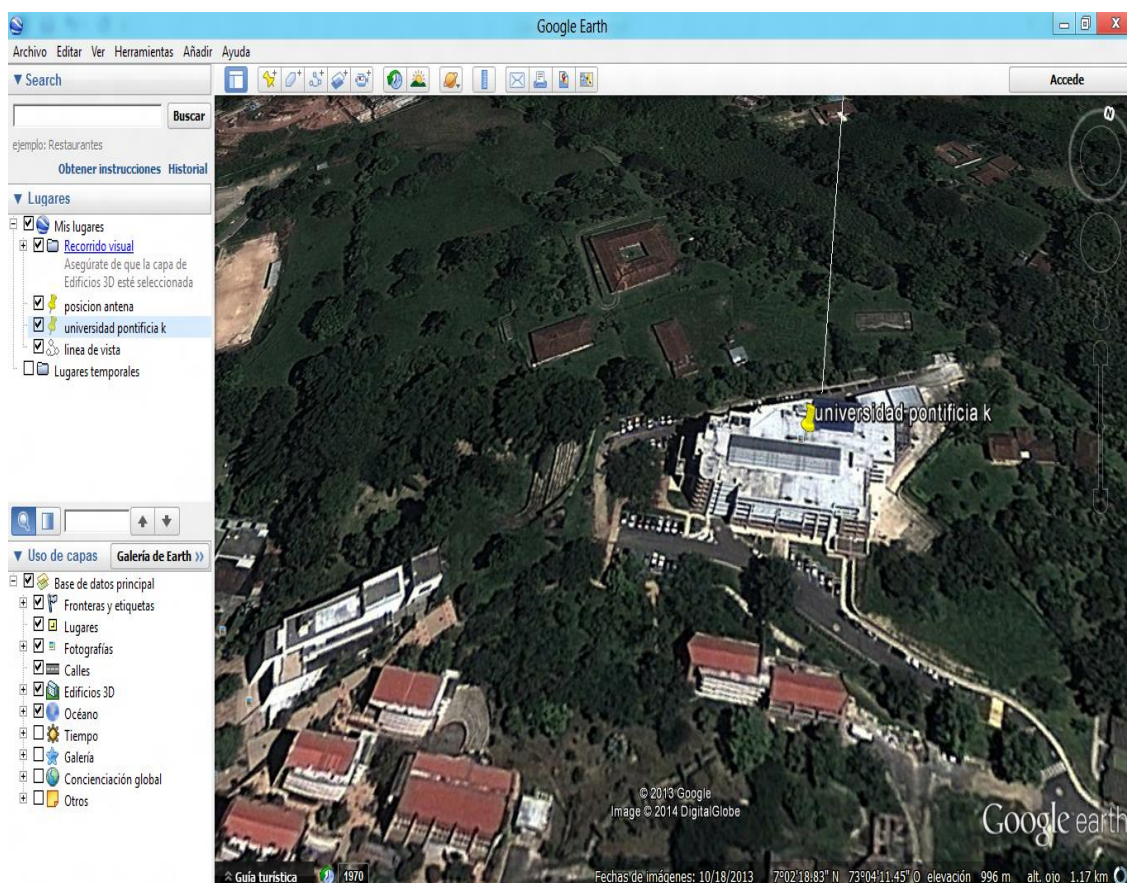 Google Earth
Archivo Editar Ver Herramientas Añadir Ayuda
▼ Search
Accede
Buscar
ejemplo: Restaurantes
Obtener instrucciones Historial
▼ Lugares
Mis lugares
Recorrido visual
Asegúrate de que la capa de
Edificios 3D esté seleccionada
posicion antena
universidad pontificia k
linea de vista
Lugares temporales
▼ Uso de capas Galería de Earth »
Base de datos principal
Fronteras y etiquetas
Lugares
Fotografías
Calles
Edificios 3D
Océano
Tiempo
Galería
Concienciación global
Otros
N
universidad pontificia k
© 2013 Google
Image © 2014 DigitalGlobe
Google earth
Guía turística 1970 Fechas de imágenes: 10/18/2013 7°02'18.83" N 73°04'11.45" O elevación 996 m alt. ojo 1.17 km